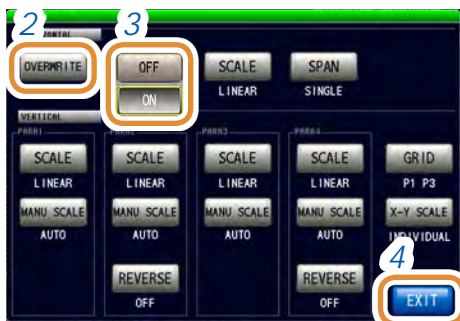 2 3
OVERWRITE OFF SCALE SPAN
ON LINEAR SINGLE
VERTICAL
PARA1 PARA2 PARA3 PARA4
SCALE SCALE SCALE SCALE GRID
LINEAR LINEAR LINEAR LINEAR P1 P3
MANU SCALE MANU SCALE MANU SCALE MANU SCALE X-Y SCALE
AUTO AUTO AUTO AUTO INDIVIDUAL
4
REVERSE REVERSE EXIT
OFF OFF